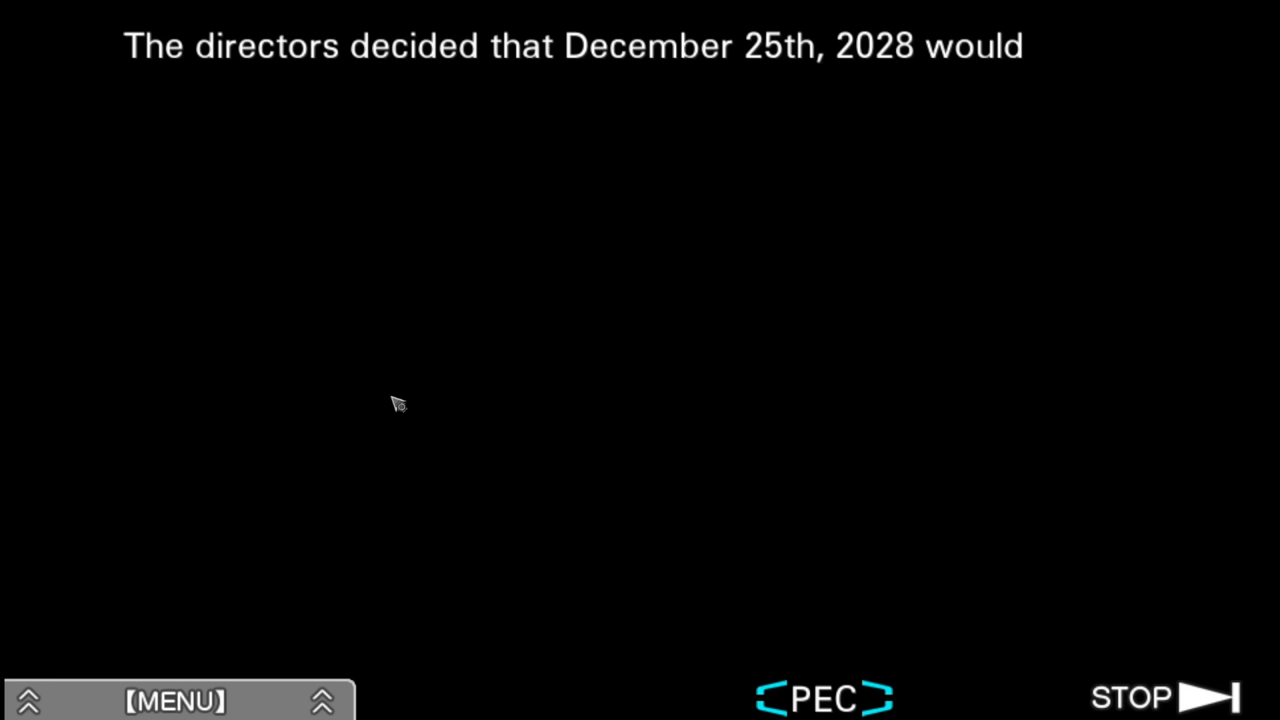 The directors decided that December 25th, 2028 would
【MENU】
PEC
STOP